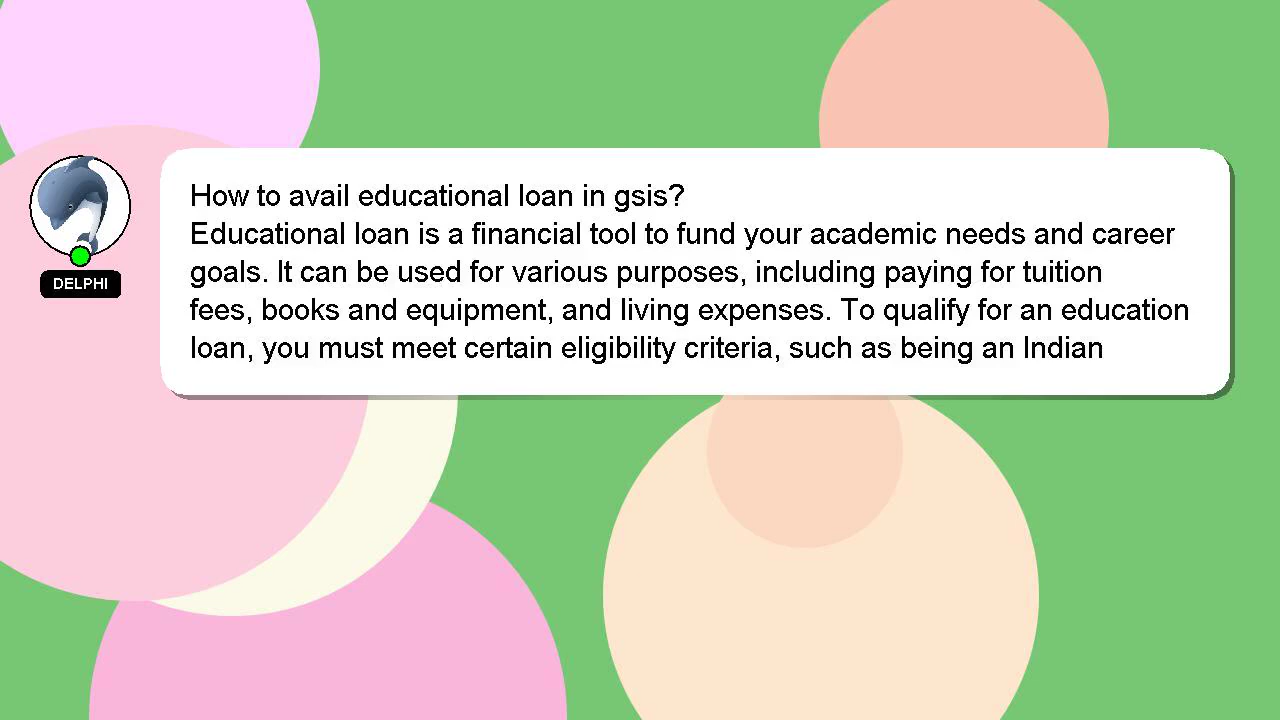 How to avail educational loan in gsis?
Educational loan is a financial tool to fund your academic needs and career
goals. It can be used for various purposes, including paying for tuition
fees, books and equipment, and living expenses. To qualify for an education
loan, you must meet certain eligibility criteria, such as being an Indian
DELPHI